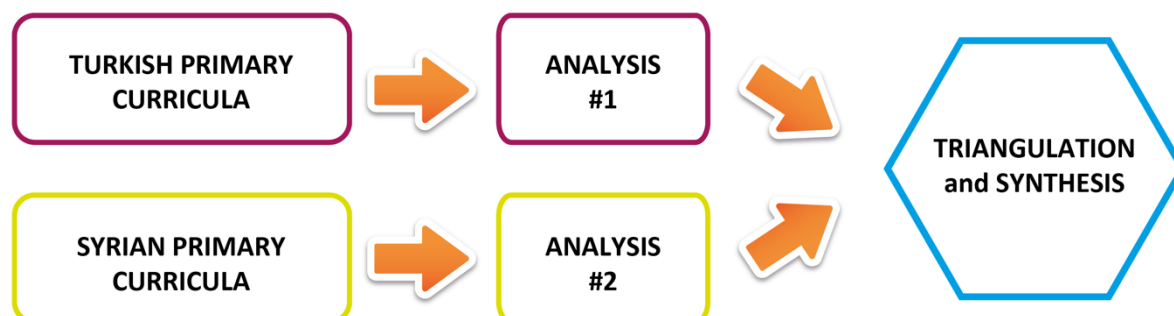 TURKISH PRIMARY
CURRICULA
ANALYSIS
#1
SYRIAN PRIMARY
CURRICULA
ANALYSIS
#2
TRIANGULATION
and SYNTHESIS